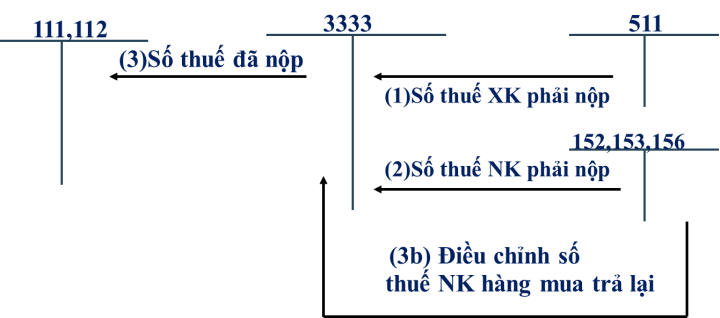 111,112
3333
511
(3)Số thuế đã nộp
(1)Số thuế XK phải nộp
152,153,156
(2)Số thuế NK phải nộp
(3b) Điều chỉnh số
thuế NK hàng mua trả lại